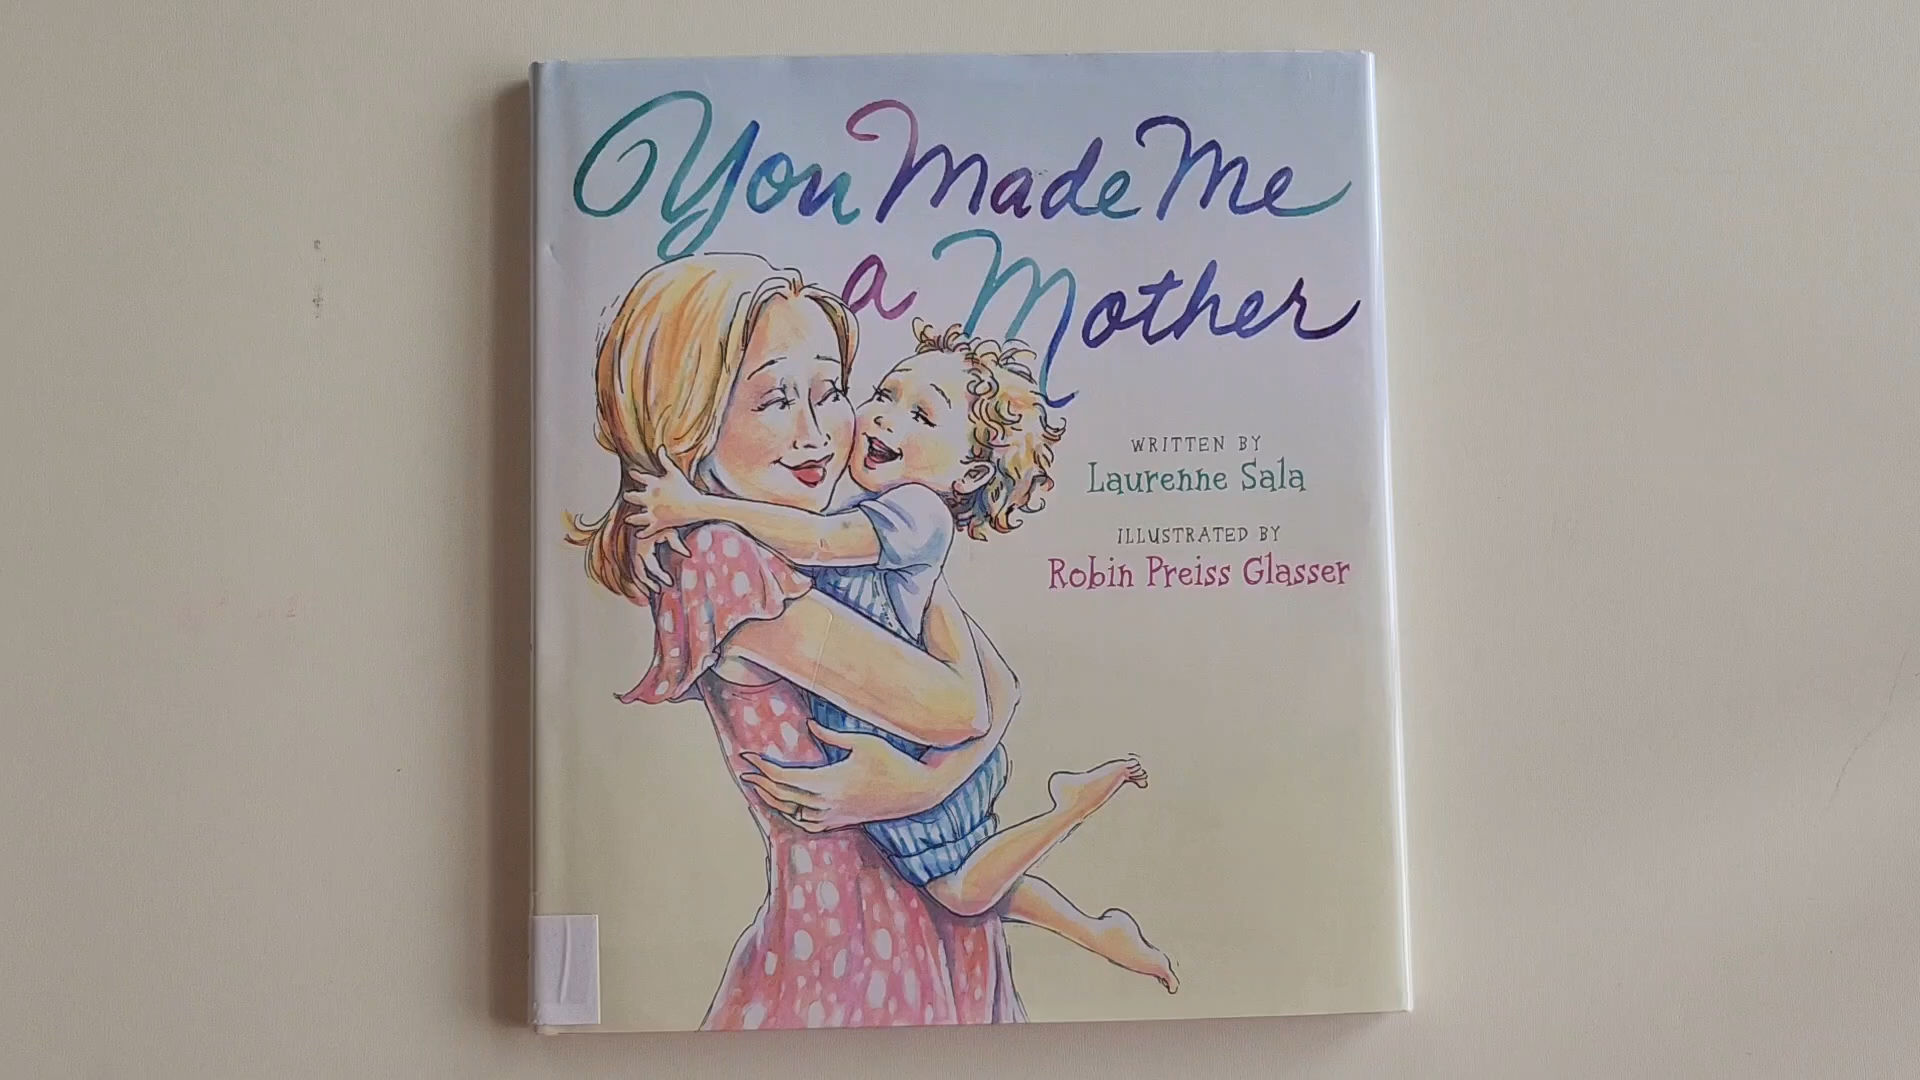 You Made Me
a Mother
WRITTEN BY
Laurenne Sala
ILLUSTRATED BY
Robin Preiss Glasser